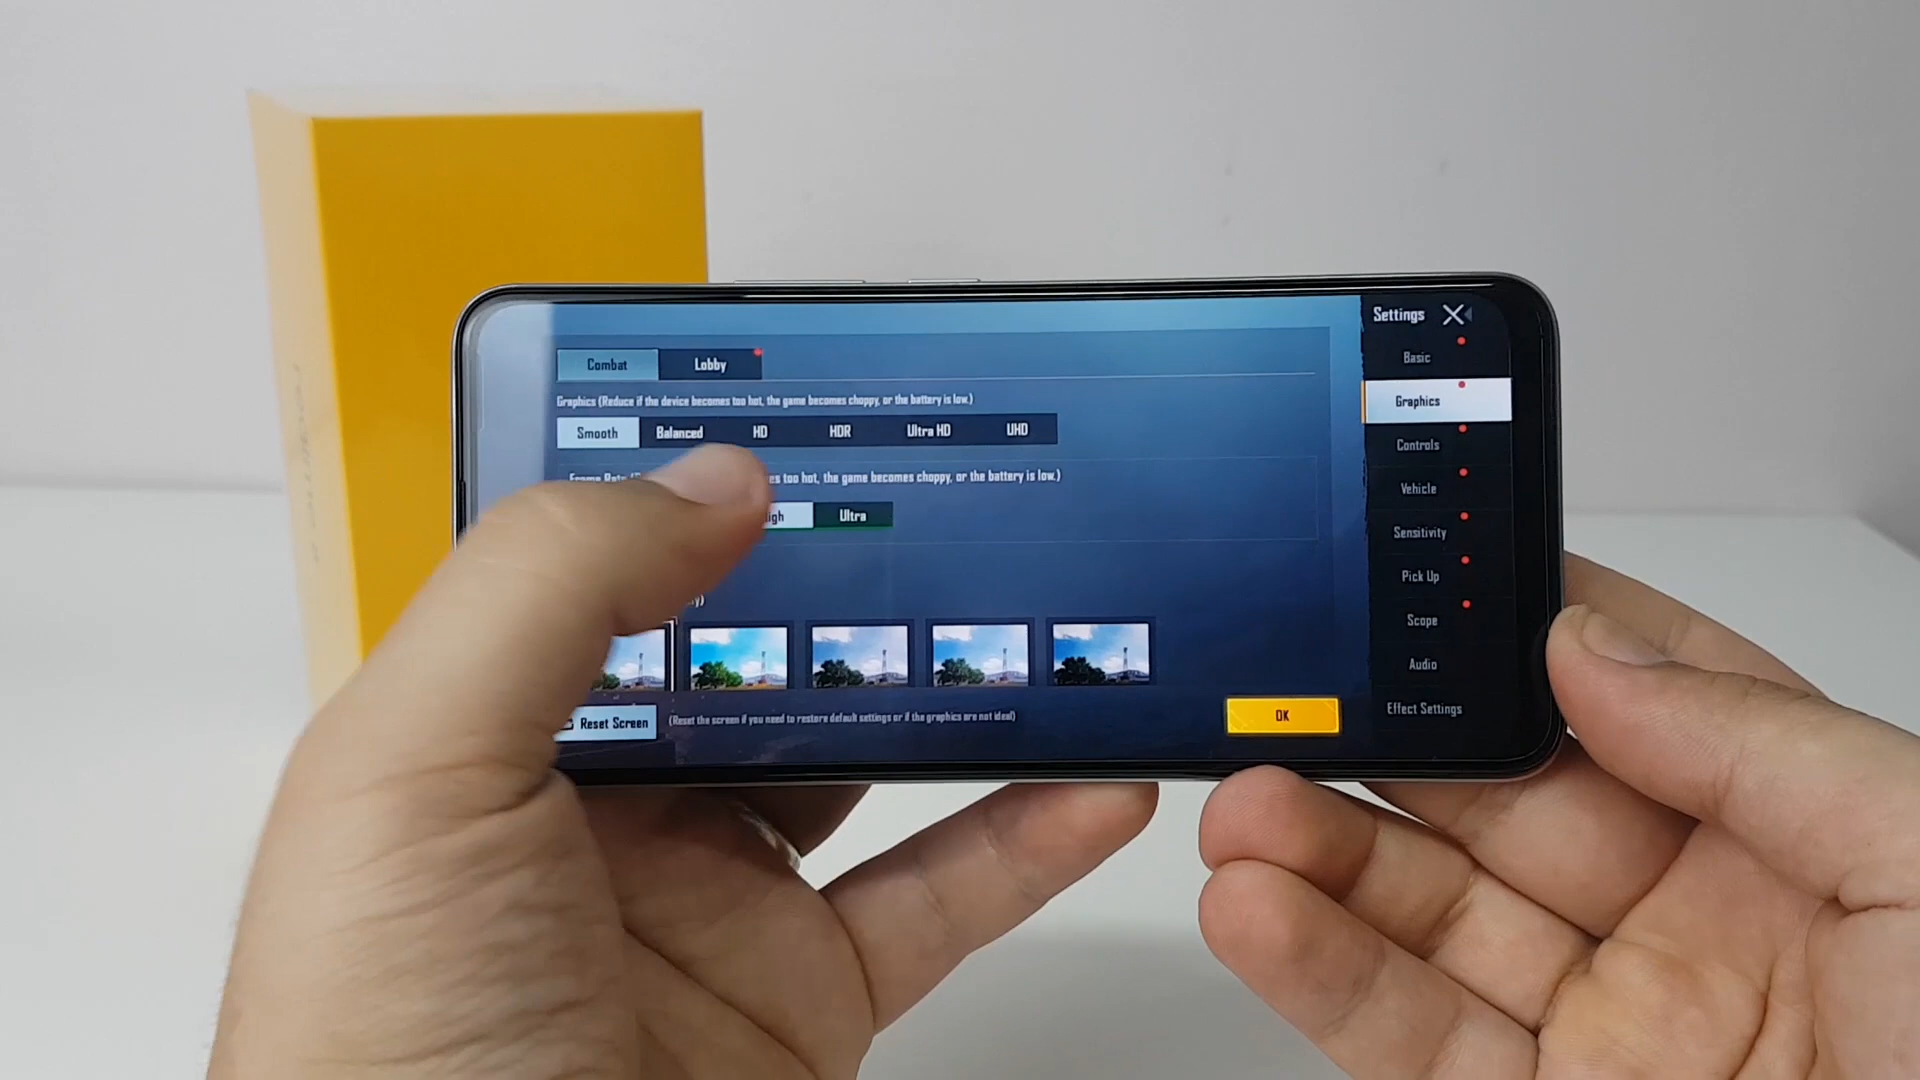 Settings
Combat
Lobby
Basic
Graphics (Reduce if the device becomes too hot, the game becomes choppy, or the battery is low.)
Graphics
Smooth
Balanced
HD
HDR
Ultra HD
UHD
Controls
Frame Rate
too hot, the game becomes choppy, or the battery is low.)
Vehicle
Ultra
Sensitivity
Pick Up
Scope
Audio
Reset Screen
(Reset the screen if you need to restore default settings or if the graphics are not ideal)
OK
Effect Settings